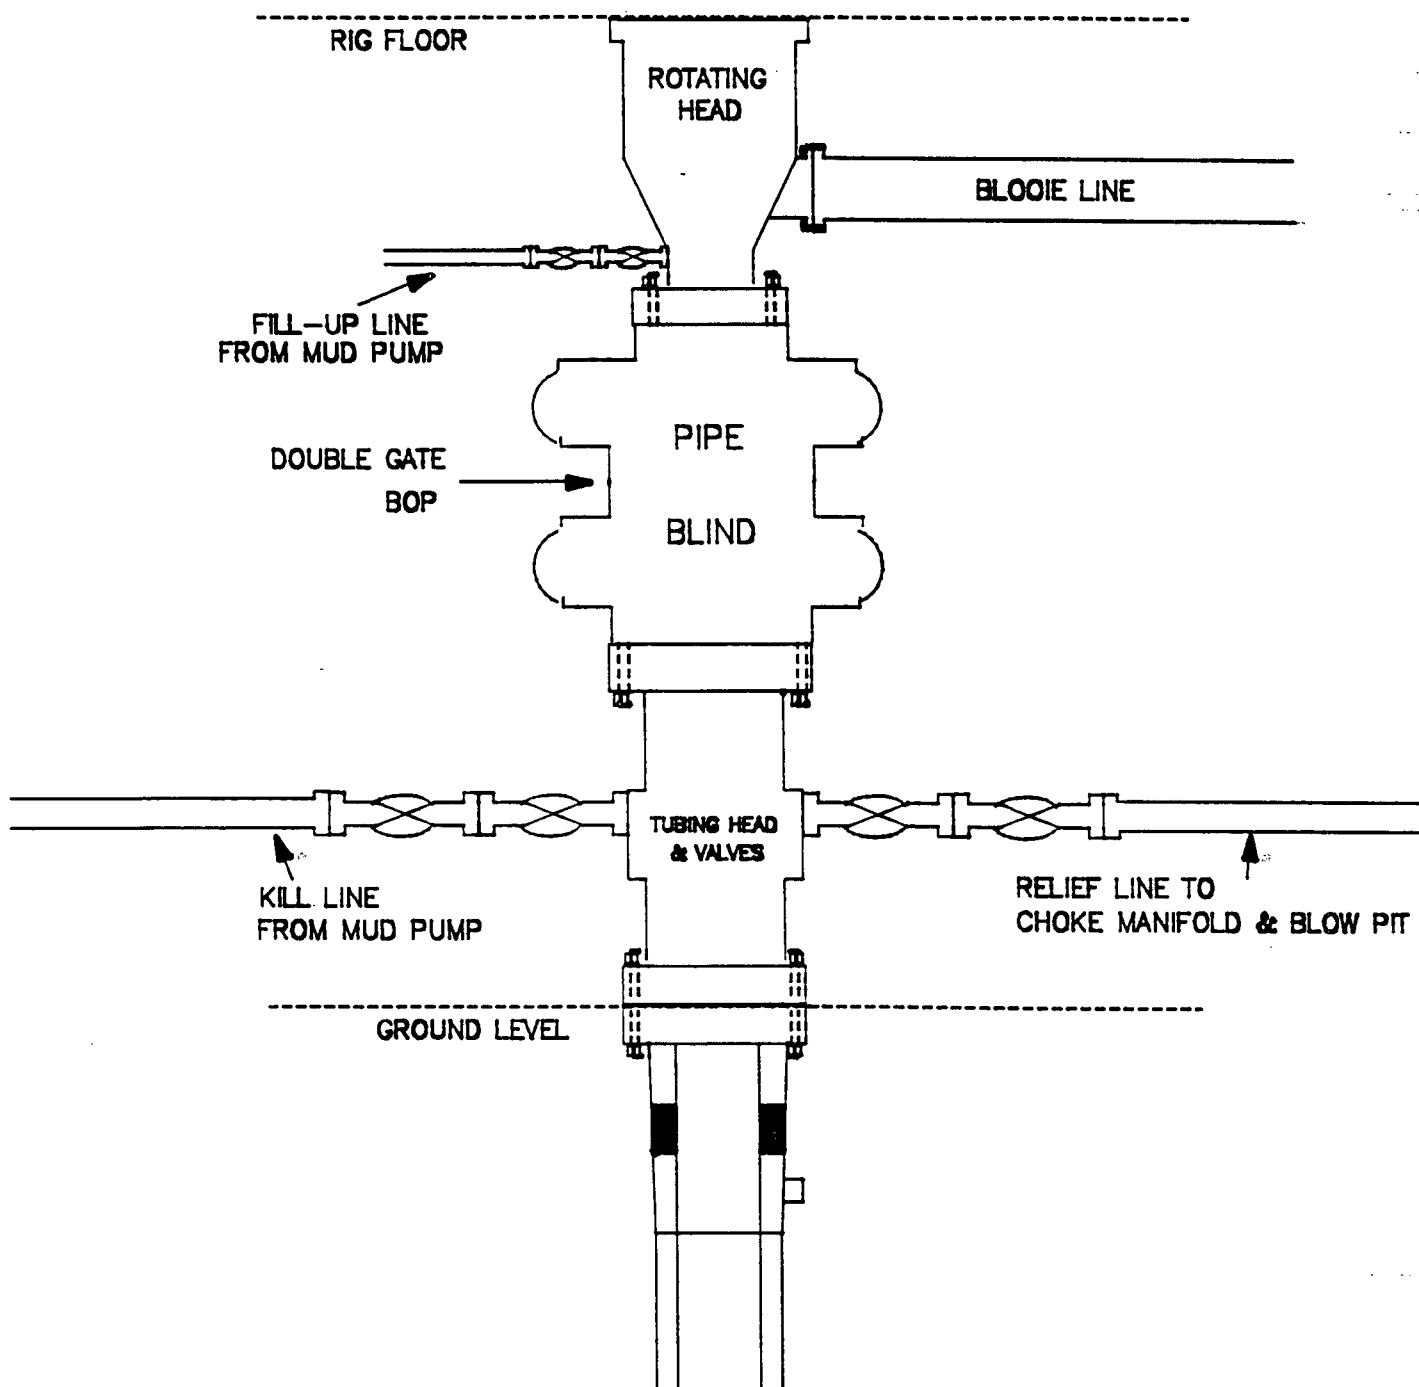 RIG FLOOR
ROTATING
HEAD
BLOOIE LINE
FILL-UP LINE
FROM MUD PUMP
PIPE
DOUBLE GATE
BOP
BLIND
TUBING HEAD
& VALVES
KILL LINE
FROM MUD PUMP
RELIEF LINE TO
CHOKE MANIFOLD & BLOW PIT
GROUND LEVEL